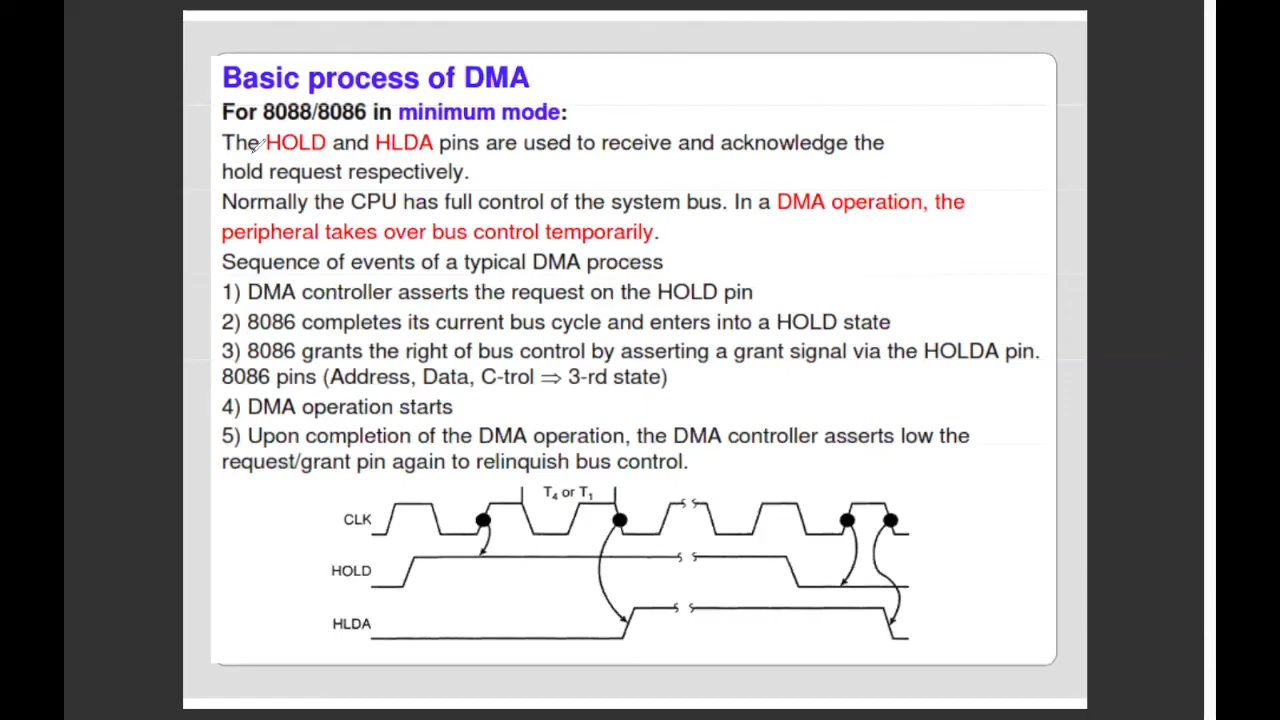 Basic process of DMA
For 8088/8086 in minimum mode:
The HOLD and HLDA pins are used to receive and acknowledge the
hold request respectively.
Normally the CPU has full control of the system bus. In a DMA operation, the
peripheral takes over bus control temporarily.
Sequence of events of a typical DMA process
1) DMA controller asserts the request on the HOLD pin
2) 8086 completes its current bus cycle and enters into a HOLD state
3) 8086 grants the right of bus control by asserting a grant signal via the HOLDA pin.
8086 pins (Address, Data, C-trol ⇒ 3-rd state)
4) DMA operation starts
5) Upon completion of the DMA operation, the DMA controller asserts low the
request/grant pin again to relinquish bus control.
T₄ or T₁
CLK
HOLD
HLDA